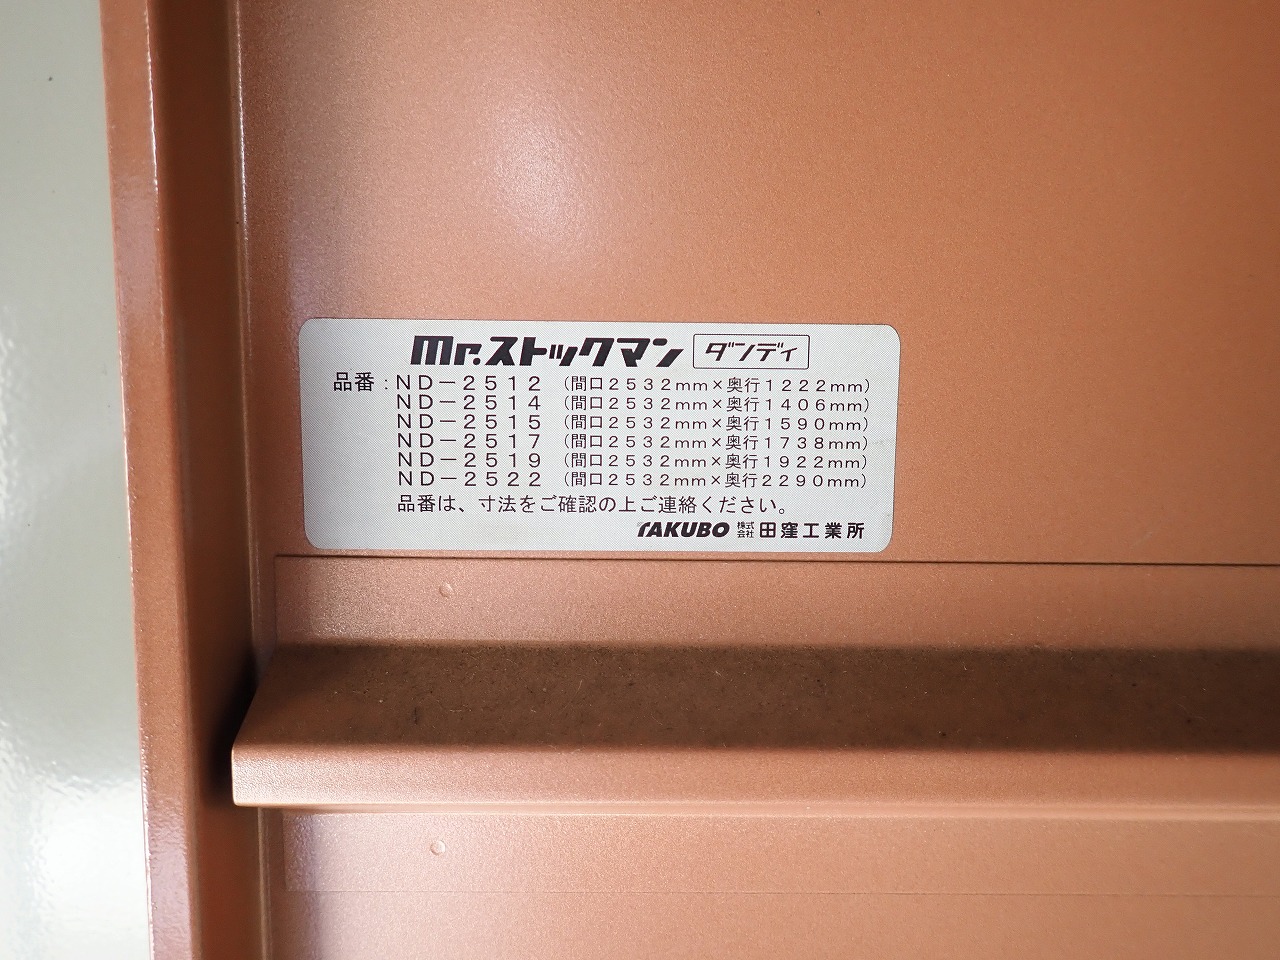 Mr.ストックマン ダンディ
品番：ＮＤ－２５１２ （間口２５３２ｍｍ×奥行１２２２ｍｍ）
ＮＤ－２５１４ （間口２５３２ｍｍ×奥行１４０６ｍｍ）
ＮＤ－２５１５ （間口２５３２ｍｍ×奥行１５９０ｍｍ）
ＮＤ－２５１７ （間口２５３２ｍｍ×奥行１７３８ｍｍ）
ＮＤ－２５１９ （間口２５３２ｍｍ×奥行１９２２ｍｍ）
ＮＤ－２５２２ （間口２５３２ｍｍ×奥行２２９０ｍｍ）
品番は、寸法をご確認の上ご連絡ください。
TAKUBO 株式会社 田窪工業所